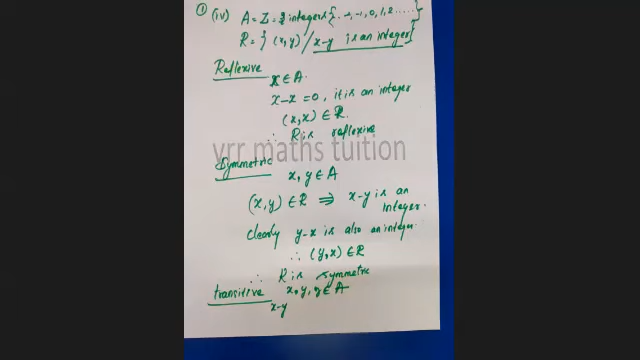 ① (iv) A = Z = integers {... -1, -1, 0, 1, 2 .....}
R = { (x,y) / x-y is an integer }
Reflexive
x ∈ A.
x-x = 0, it is an integer
(x,x) ∈ R.
∴ R is reflexive
yrr maths tuition
Symmetric
x, y ∈ A
(x,y) ∈ R ⇒ x-y is an
integer.
clearly y-x is also an integer.
∴ (y,x) ∈ R
∴ R is symmetric
transitive x, y, z ∈ A
x-y